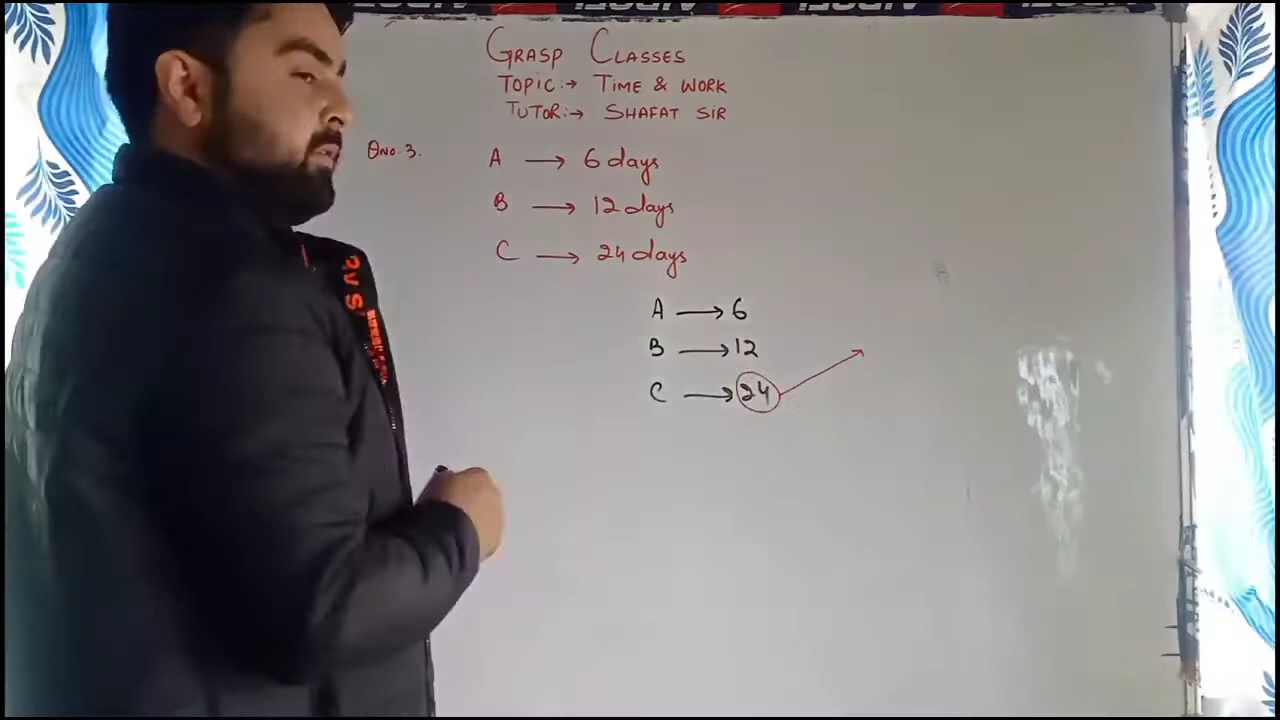 GRASP CLASSES
TOPIC:→ TIME & WORK
TUTOR:→ SHAFAT SIR
QNO.3.
A → 6 days
B → 12 days
C → 24 days
A → 6
B → 12
C → 24